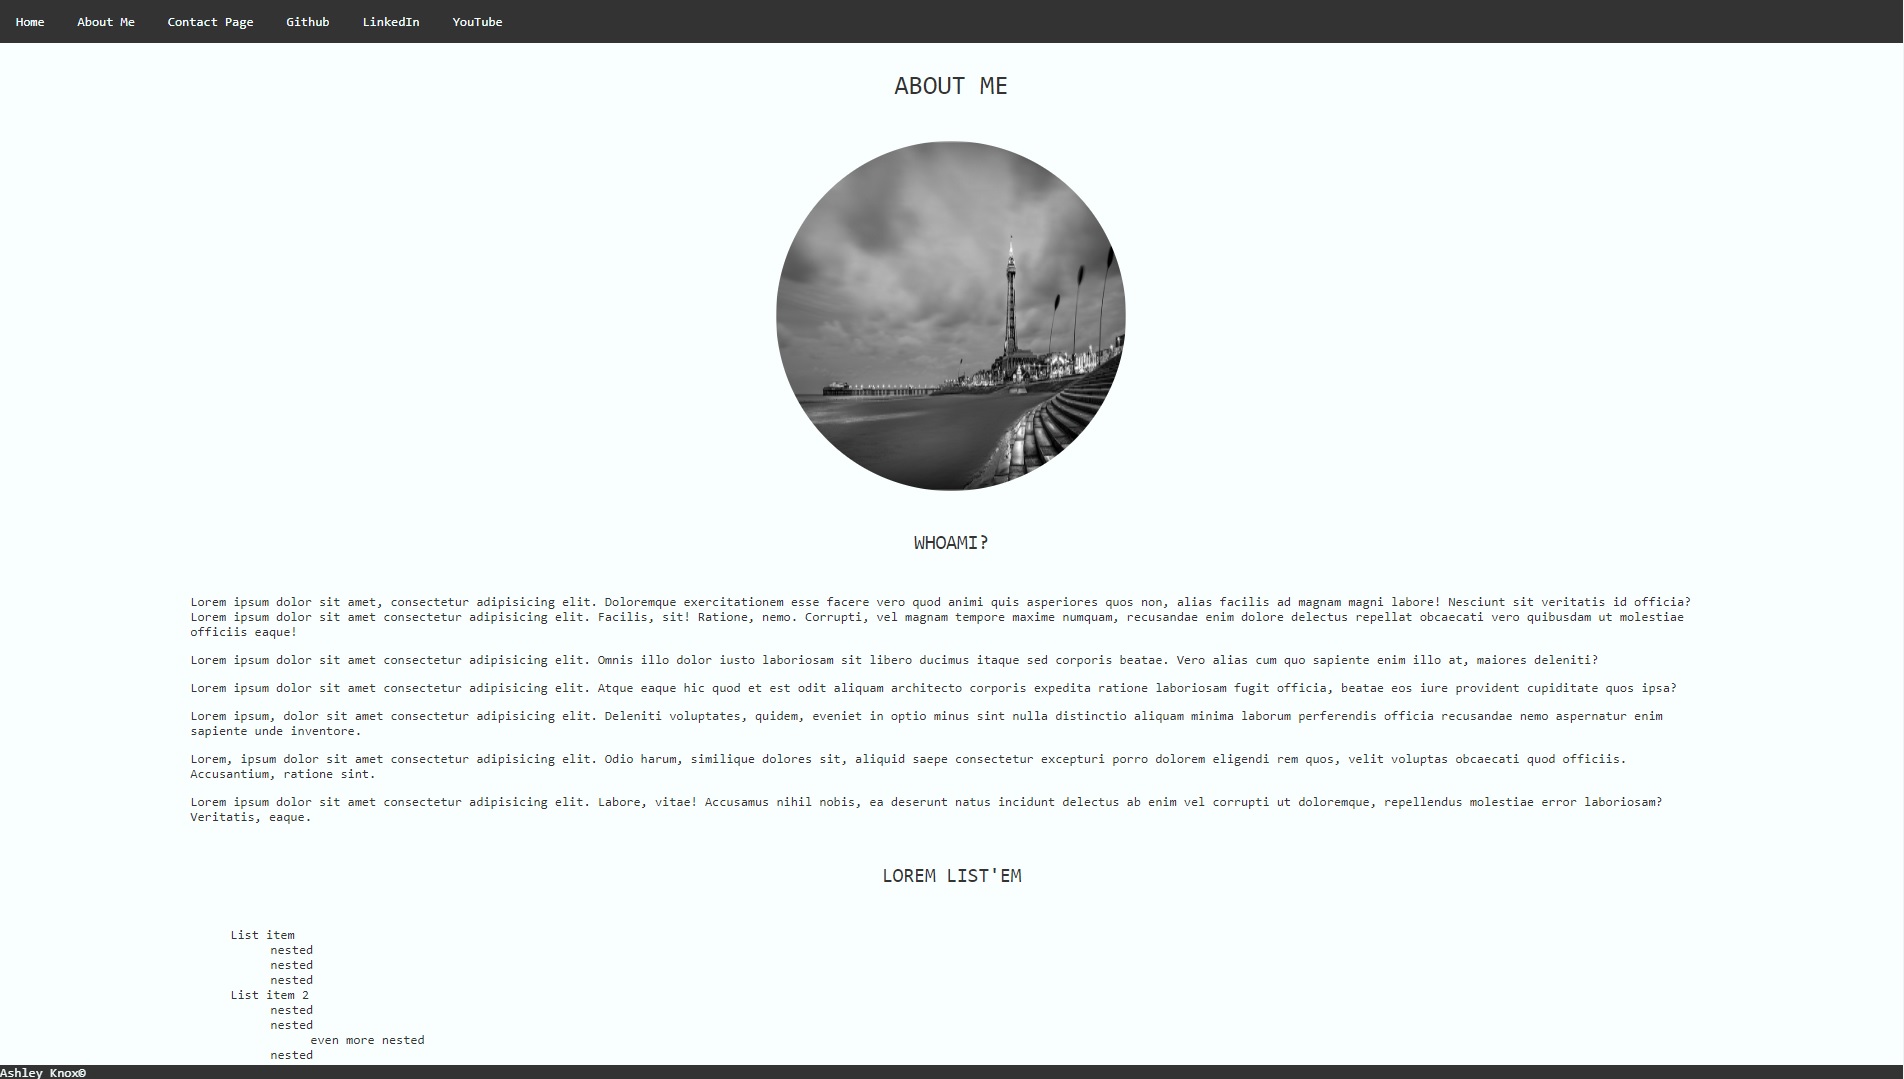 Home About Me Contact Page Github LinkedIn YouTube
ABOUT ME
WHOAMI?
Lorem ipsum dolor sit amet, consectetur adipisicing elit. Doloremque exercitationem esse facere vero quod animi quis asperiores quos non, alias facilis ad magnam magni labore! Nesciunt sit veritatis id officia?
Lorem ipsum dolor sit amet consectetur adipisicing elit. Facilis, sit! Ratione, nemo. Corrupti, vel magnam tempore maxime numquam, recusandae enim dolore delectus repellat obcaecati vero quibusdam ut molestiae
officiis eaque!
Lorem ipsum dolor sit amet consectetur adipisicing elit. Omnis illo dolor iusto laboriosam sit libero ducimus itaque sed corporis beatae. Vero alias cum quo sapiente enim illo at, maiores deleniti?
Lorem ipsum dolor sit amet consectetur adipisicing elit. Atque eaque hic quod et est odit aliquam architecto corporis expedita ratione laboriosam fugit officia, beatae eos iure provident cupiditate quos ipsa?
Lorem ipsum, dolor sit amet consectetur adipisicing elit. Deleniti voluptates, quidem, eveniet in optio minus sint nulla distinctio aliquam minima laborum perferendis officia recusandae nemo aspernatur enim
sapiente unde inventore.
Lorem, ipsum dolor sit amet consectetur adipisicing elit. Odio harum, similique dolores sit, aliquid saepe consectetur excepturi porro dolorem eligendi rem quos, velit voluptas obcaecati quod officiis.
Accusantium, ratione sint.
Lorem ipsum dolor sit amet consectetur adipisicing elit. Labore, vitae! Accusamus nihil nobis, ea deserunt natus incidunt delectus ab enim vel corrupti ut doloremque, repellendus molestiae error laboriosam?
Veritatis, eaque.
LOREM LIST'EM
List item
nested
nested
nested
List item 2
nested
nested
even more nested
nested
Ashley Knox©